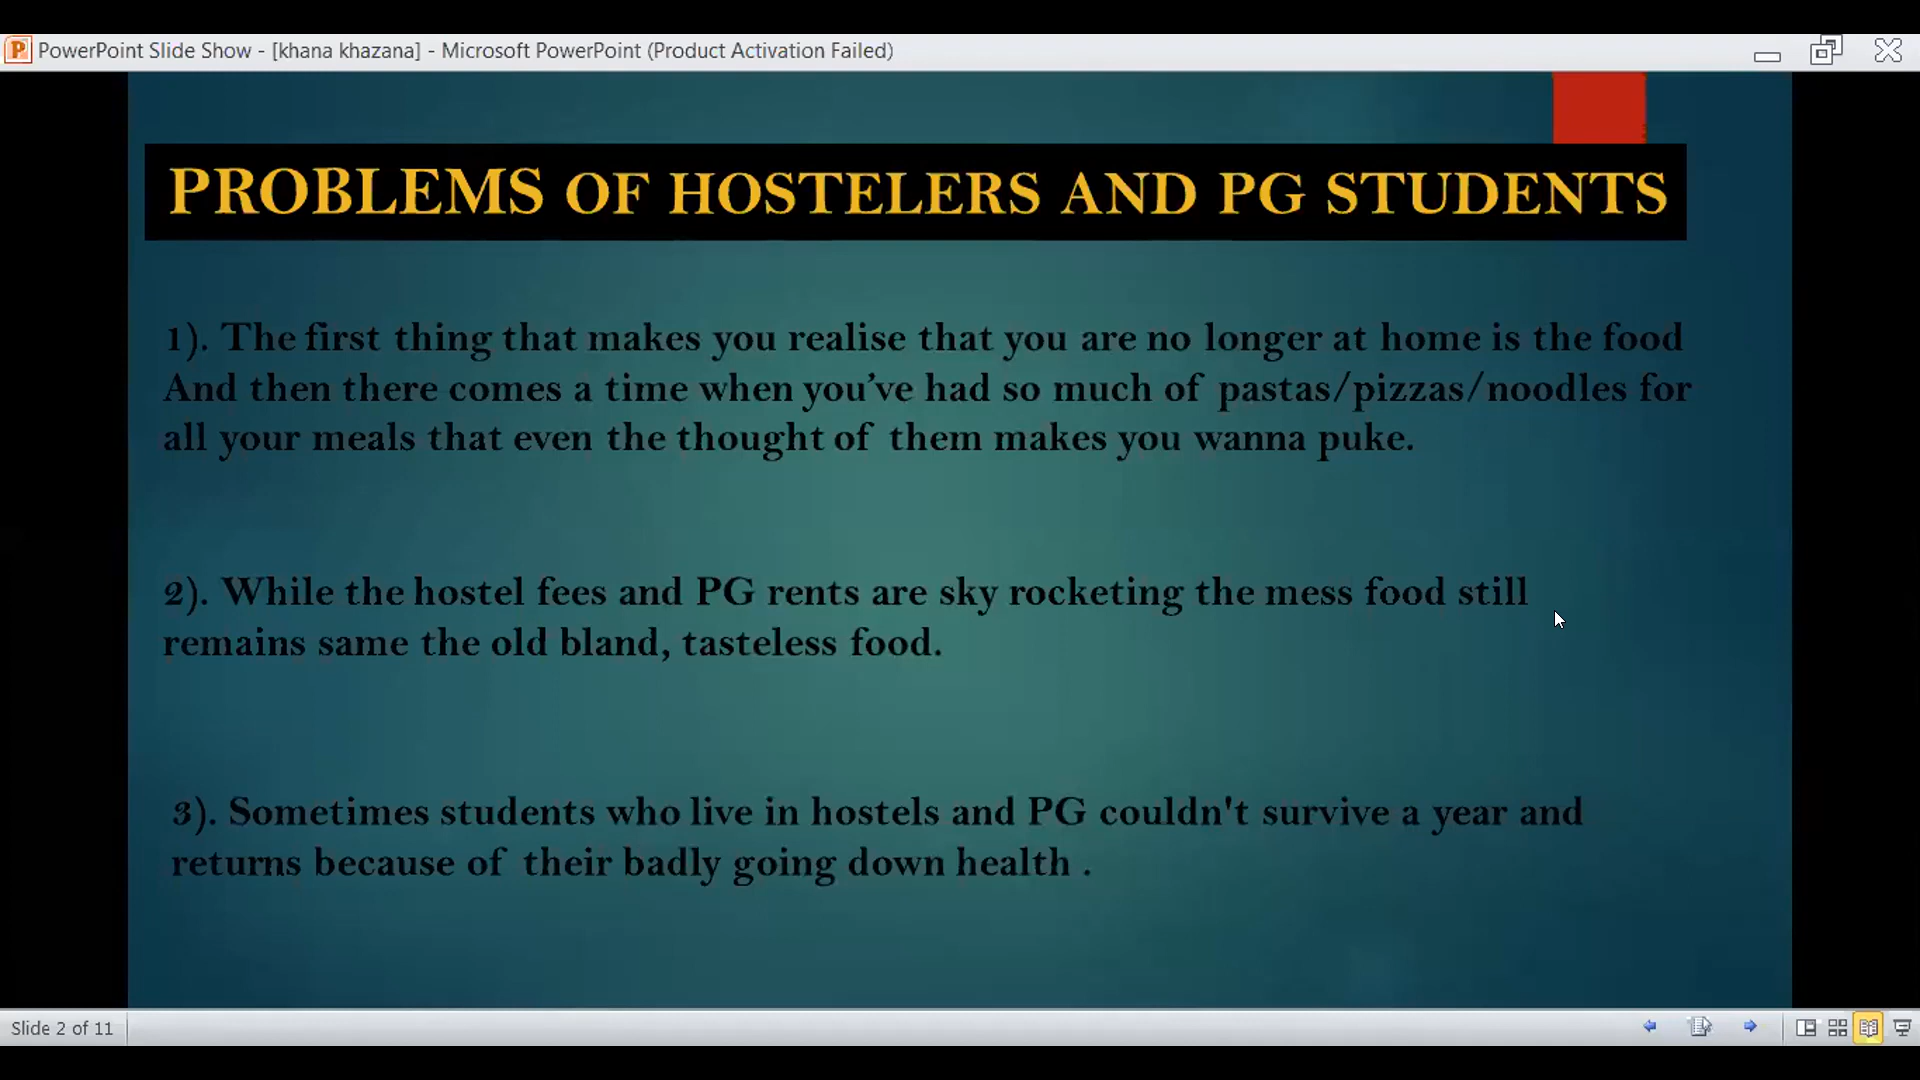 PowerPoint Slide Show - [khana khazana] - Microsoft PowerPoint (Product Activation Failed)
PROBLEMS OF HOSTELERS AND PG STUDENTS
1). The first thing that makes you realise that you are no longer at home is the food
And then there comes a time when you’ve had so much of pastas/pizzas/noodles for
all your meals that even the thought of them makes you wanna puke.
2). While the hostel fees and PG rents are sky rocketing the mess food still
remains same the old bland, tasteless food.
3). Sometimes students who live in hostels and PG couldn't survive a year and
returns because of their badly going down health .
Slide 2 of 11